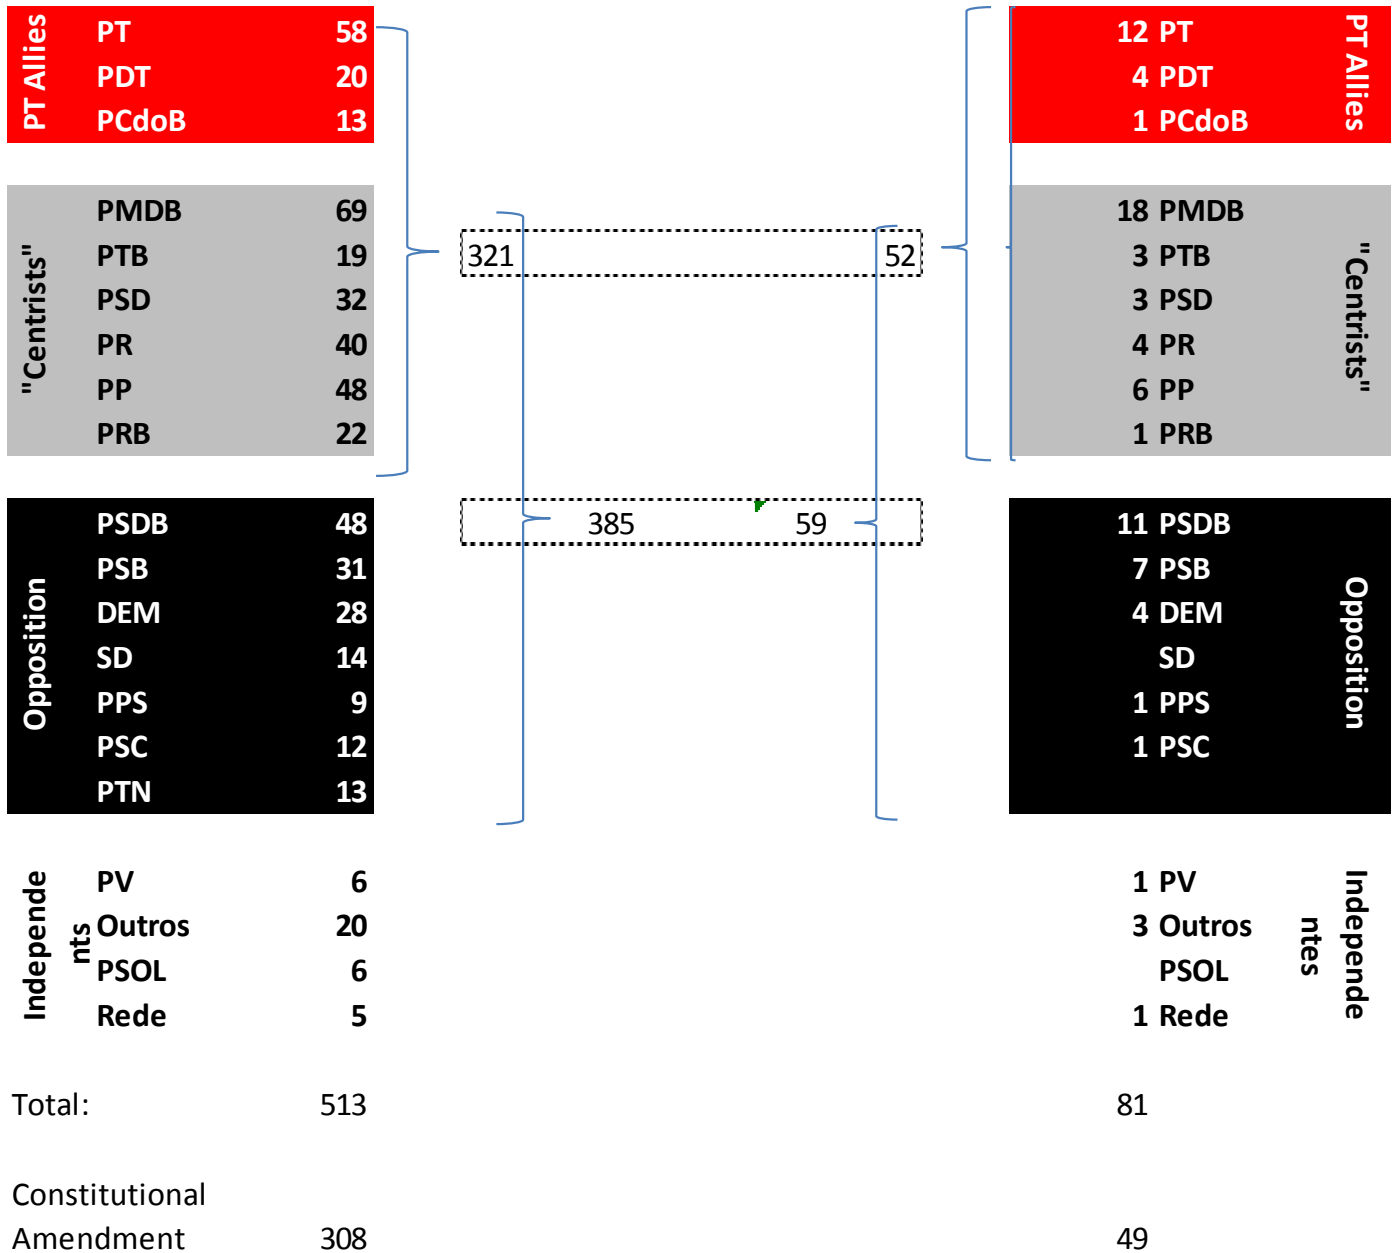 PT Allies
PT 58
PDT 20
PCdoB 13
12 PT
4 PDT
1 PCdoB
PT Allies
"Centrists"
PMDB 69
PTB 19
PSD 32
PR 40
PP 48
PRB 22
321 52
18 PMDB
3 PTB
3 PSD
4 PR
6 PP
1 PRB
"Centrists"
Opposition
PSDB 48
PSB 31
DEM 28
SD 14
PPS 9
PSC 12
PTN 13
385 59
11 PSDB
7 PSB
4 DEM
SD
1 PPS
1 PSC
Opposition
Independe
nts
PV 6
Outros 20
PSOL 6
Rede 5
1 PV
3 Outros
PSOL
1 Rede
Independe
ntes
Total: 513 81
Constitutional
Amendment 308 49